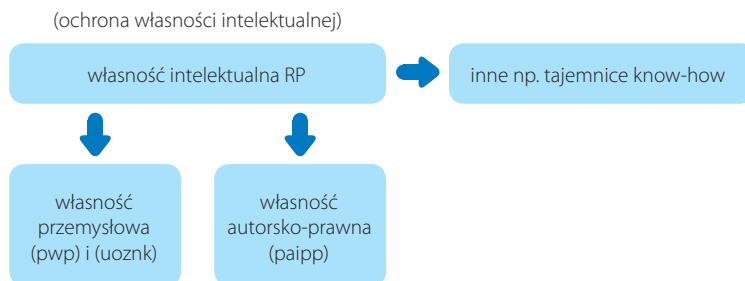 (ochrona własności intelektualnej)
własność intelektualna RP
inne np. tajemnice know-how
własność
przemysłowa
(pwp) i (uoznk)
własność
autorsko-prawna
(paipp)